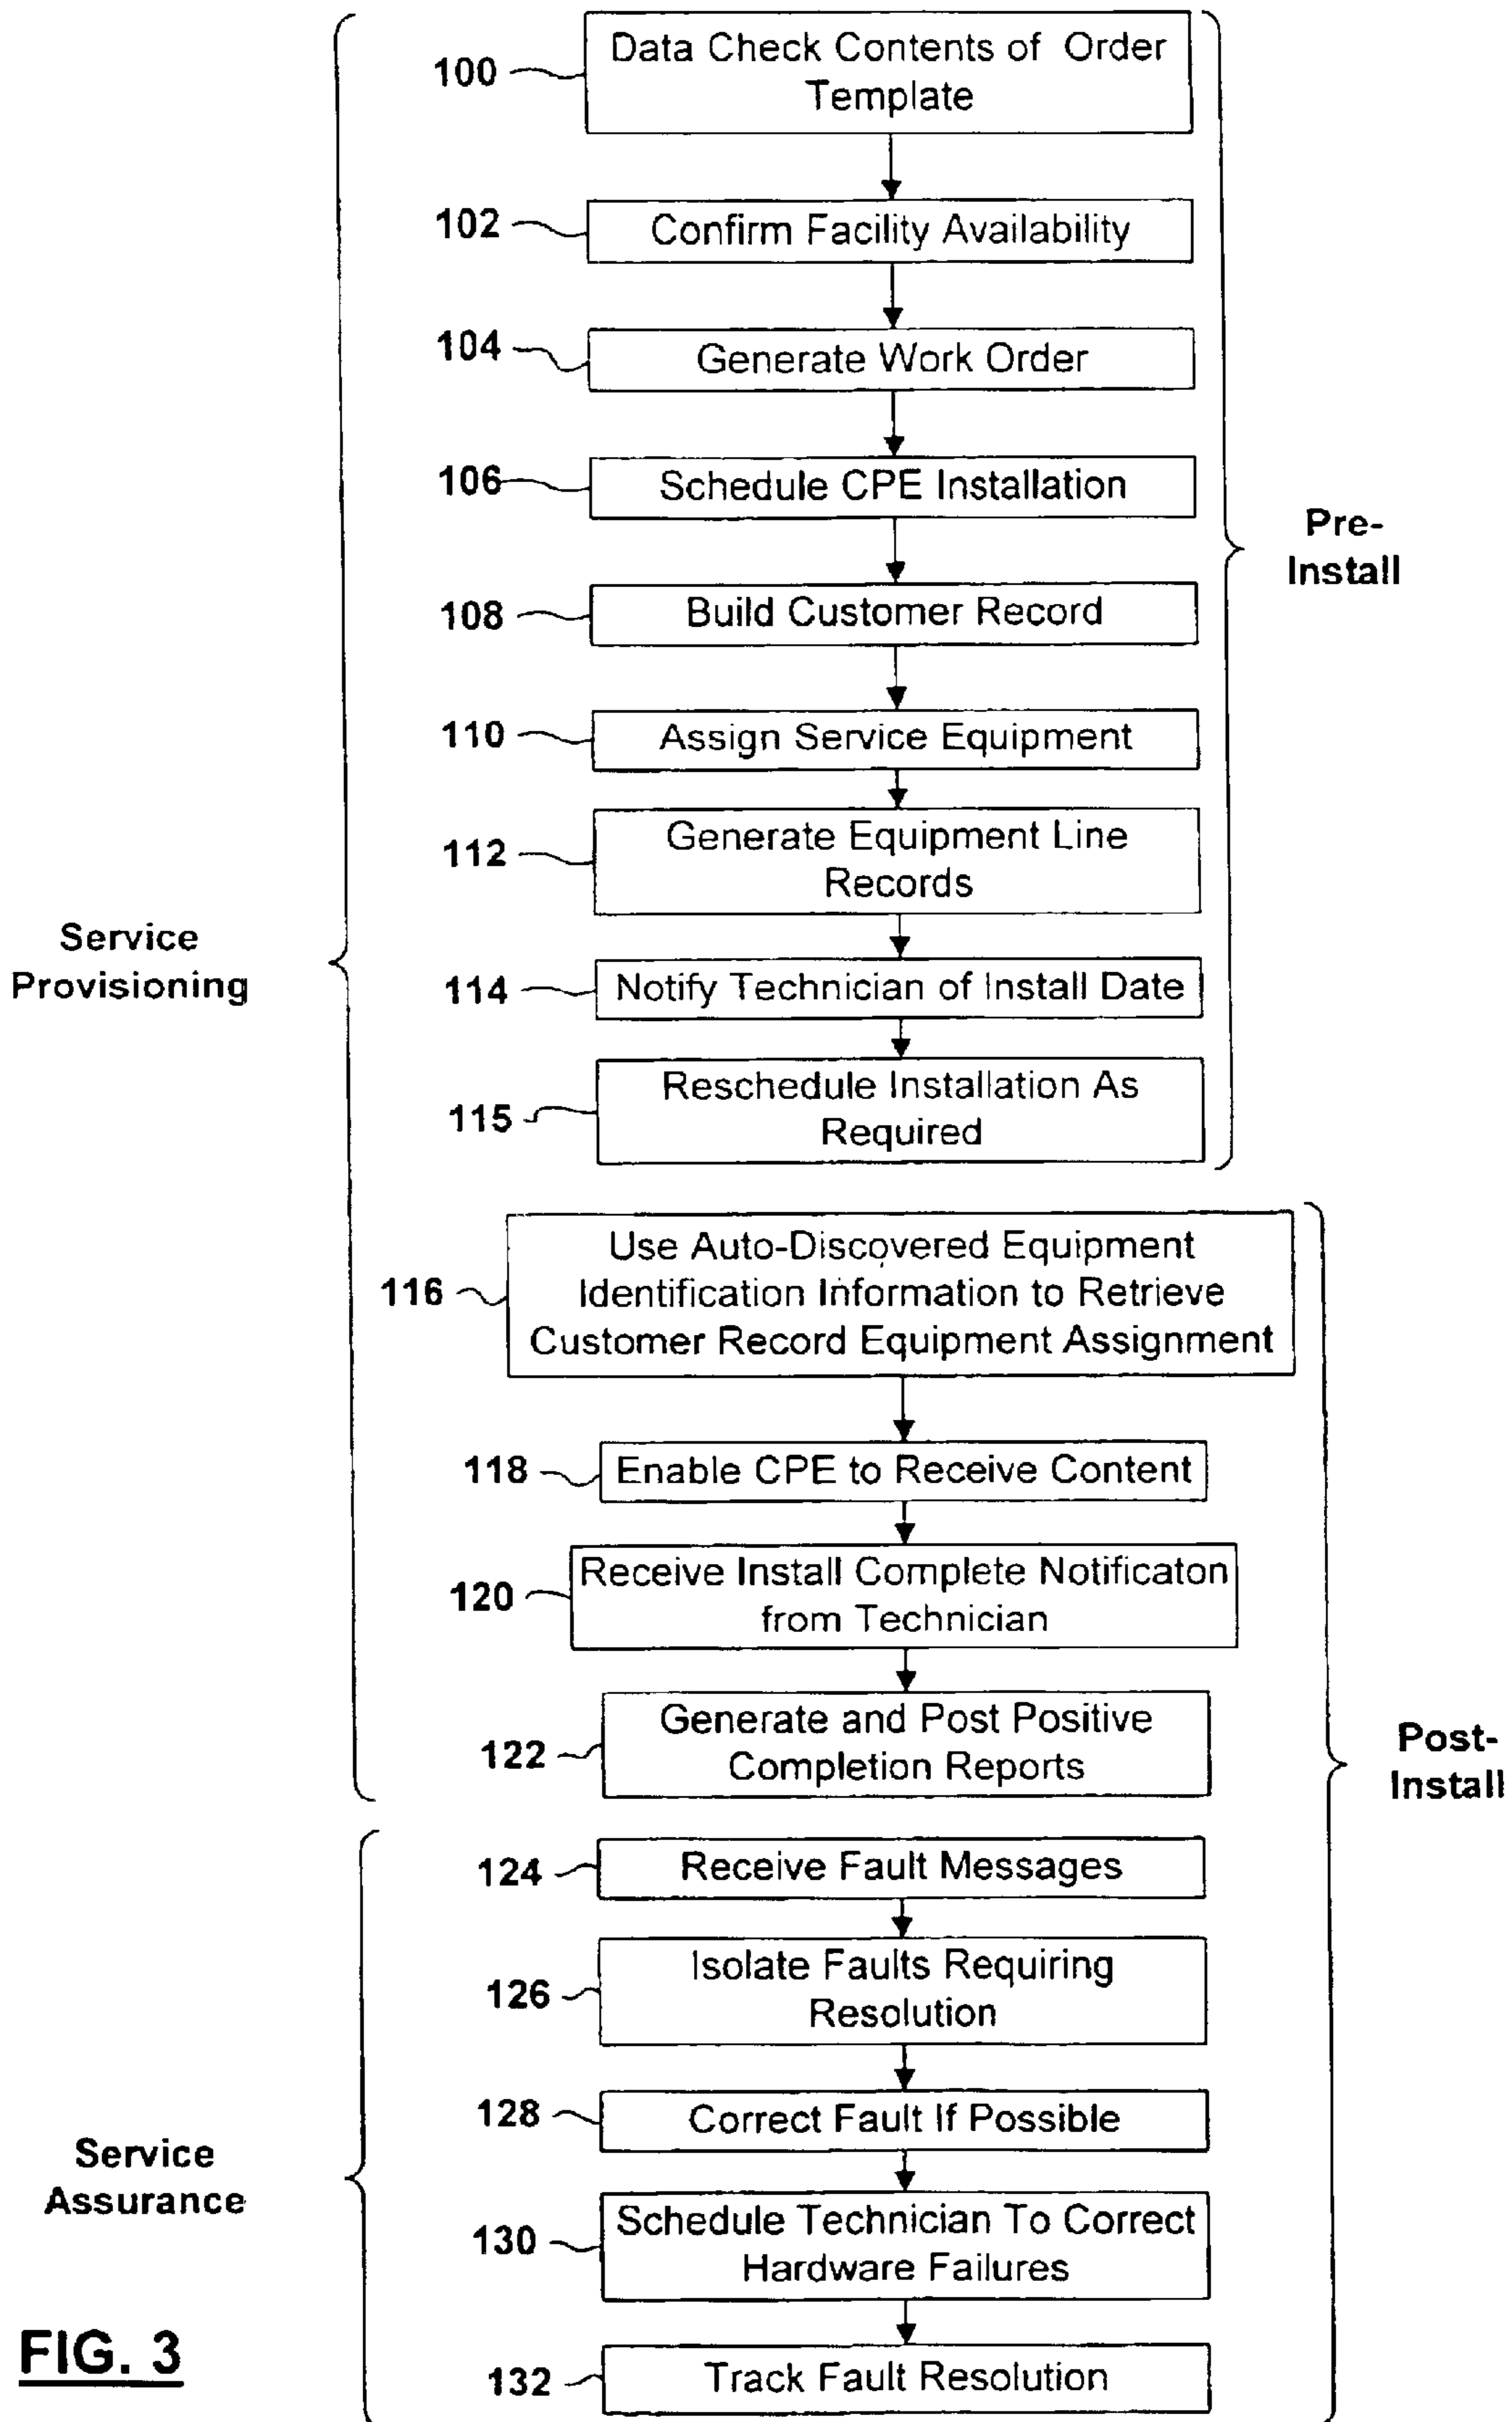 100
Data Check Contents of Order
Template
102
Confirm Facility Availability
104
Generate Work Order
106
Schedule CPE Installation
Pre-
Install
108
Build Customer Record
110
Assign Service Equipment
112
Generate Equipment Line
Records
Service
Provisioning
114
Notify Technician of Install Date
115
Reschedule Installation As
Required
116
Use Auto-Discovered Equipment
Identification Information to Retrieve
Customer Record Equipment Assignment
118
Enable CPE to Receive Content
120
Receive Install Complete Notificaton
from Technician
122
Generate and Post Positive
Completion Reports
Post-
Install
124
Receive Fault Messages
126
Isolate Faults Requiring
Resolution
128
Correct Fault If Possible
Service
Assurance
130
Schedule Technician To Correct
Hardware Failures
132
Track Fault Resolution
FIG. 3